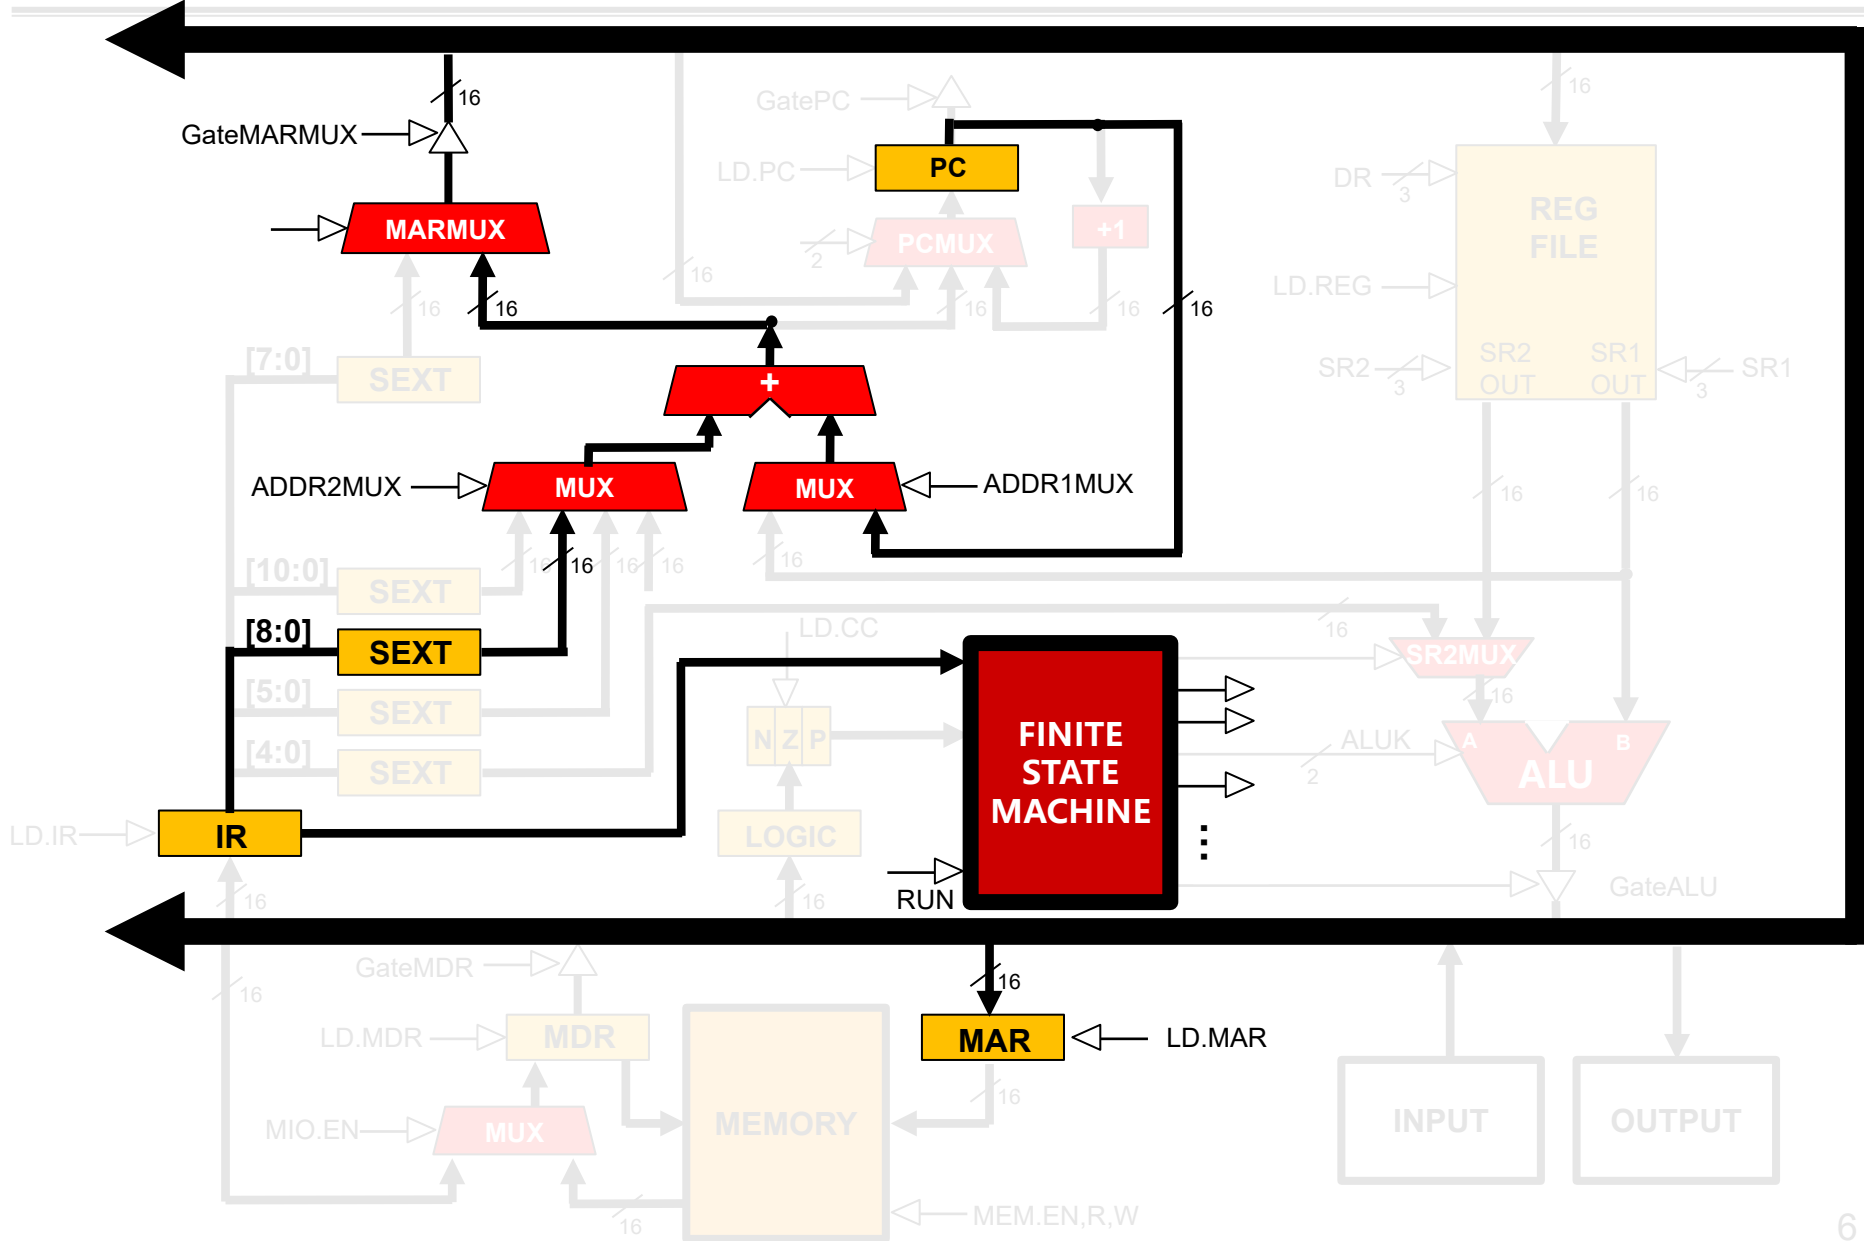 16
GatePC
16
16
GateMARMUX
LD.PC
PC
DR
3
REG
FILE
MARMUX
2
PCMUX
+1
16
LD.REG
16
16
16
16
16
[7:0]
SEXT
+
SR2
3
SR2
OUT
SR1
OUT
3
SR1
ADDR2MUX
MUX
MUX
ADDR1MUX
16
16
[10:0]
SEXT
16
16
16
16
16
[8:0]
SEXT
LD.CC
16
SR2MUX
[5:0]
SEXT
16
N Z P
FINITE
STATE
MACHINE
ALUK
2
A
B
ALU
[4:0]
SEXT
LD.IR
IR
LOGIC
16
16
16
RUN
GateALU
GateMDR
16
16
LD.MDR
MDR
MAR
LD.MAR
16
MIO.EN
MUX
MEMORY
INPUT
OUTPUT
16
MEM.EN,R,W
6